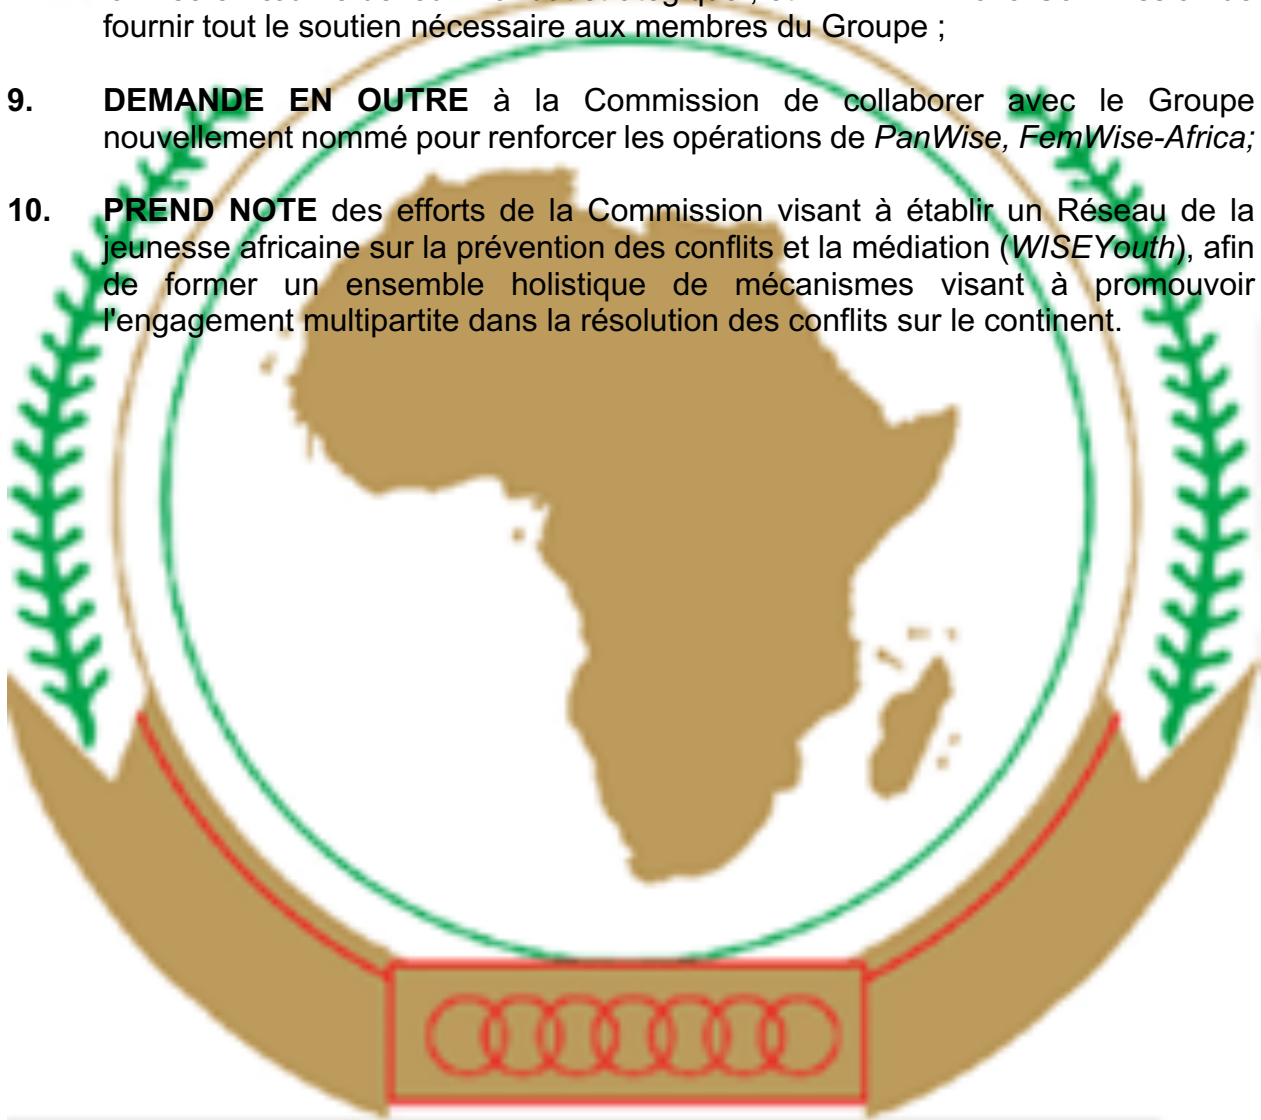 fournir tout le soutien nécessaire aux membres du Groupe ;
9. DEMANDE EN OUTRE à la Commission de collaborer avec le Groupe
nouvellement nommé pour renforcer les opérations de PanWise, FemWise-Africa;
10. PREND NOTE des efforts de la Commission visant à établir un Réseau de la
jeunesse africaine sur la prévention des conflits et la médiation (WISEYouth), afin
de former un ensemble holistique de mécanismes visant à promouvoir
l'engagement multipartite dans la résolution des conflits sur le continent.